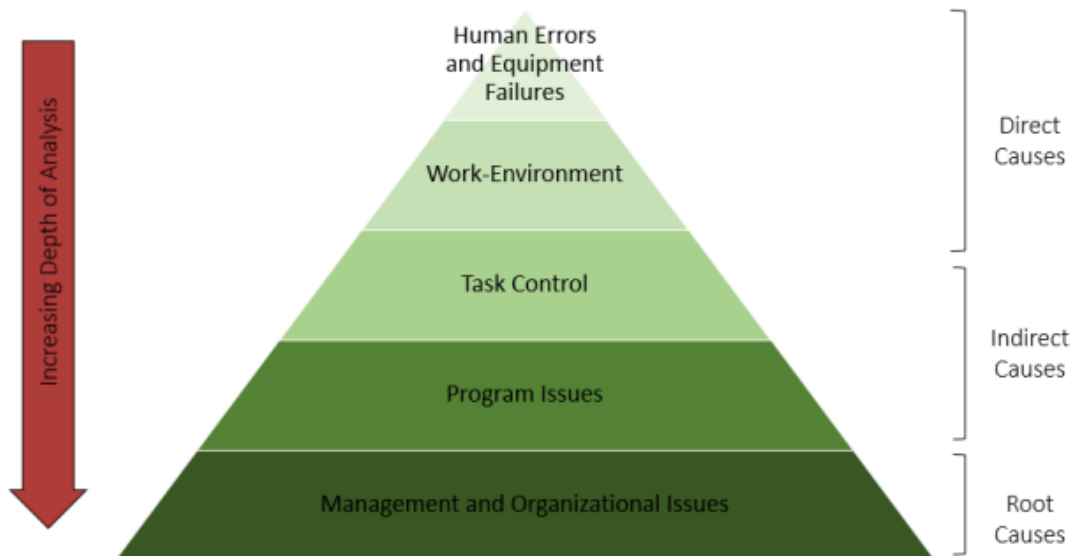 Increasing Depth of Analysis
Human Errors
and Equipment
Failures
Work-Environment
Task Control
Program Issues
Management and Organizational Issues
Direct
Causes
Indirect
Causes
Root
Causes